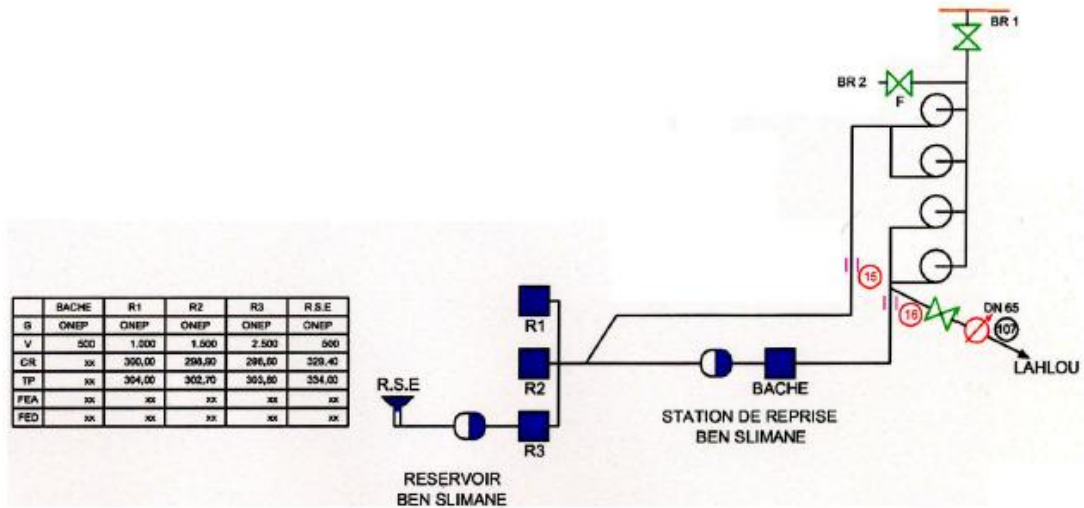 BR 1
BR 2
F
15
16
DN 65
107
LAHLOU
BACHE R1 R2 R3 R.S.E
G ONEP ONEP ONEP ONEP ONEP
V 500 1.000 1.500 2.500 500
CR xx 300,00 298,90 298,60 329,40
TP xx 304,00 302,70 303,60 334,00
FEA xx xx xx xx xx
FED xx xx xx xx xx
R1
R2
R.S.E
R3
BACHE
STATION DE REPRISE
BEN SLIMANE
RESERVOIR
BEN SLIMANE